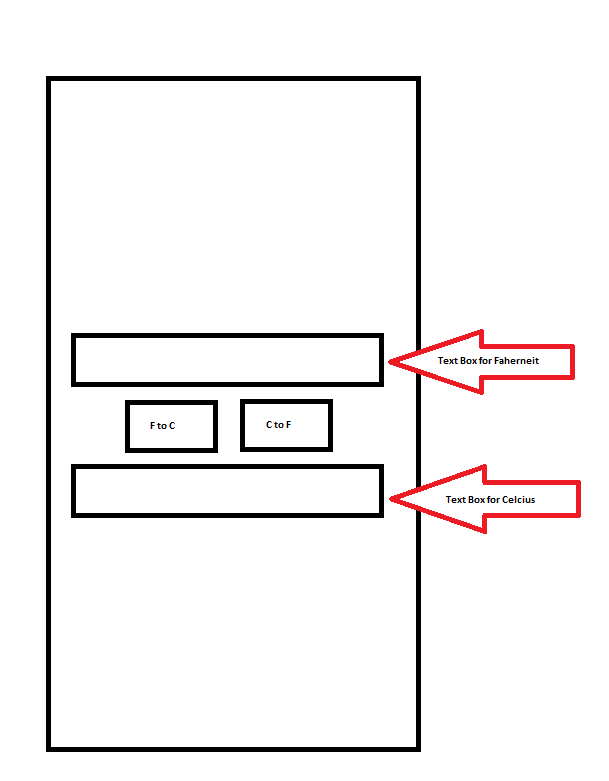 Text Box for Faherneit
F to C
C to F
Text Box for Celcius